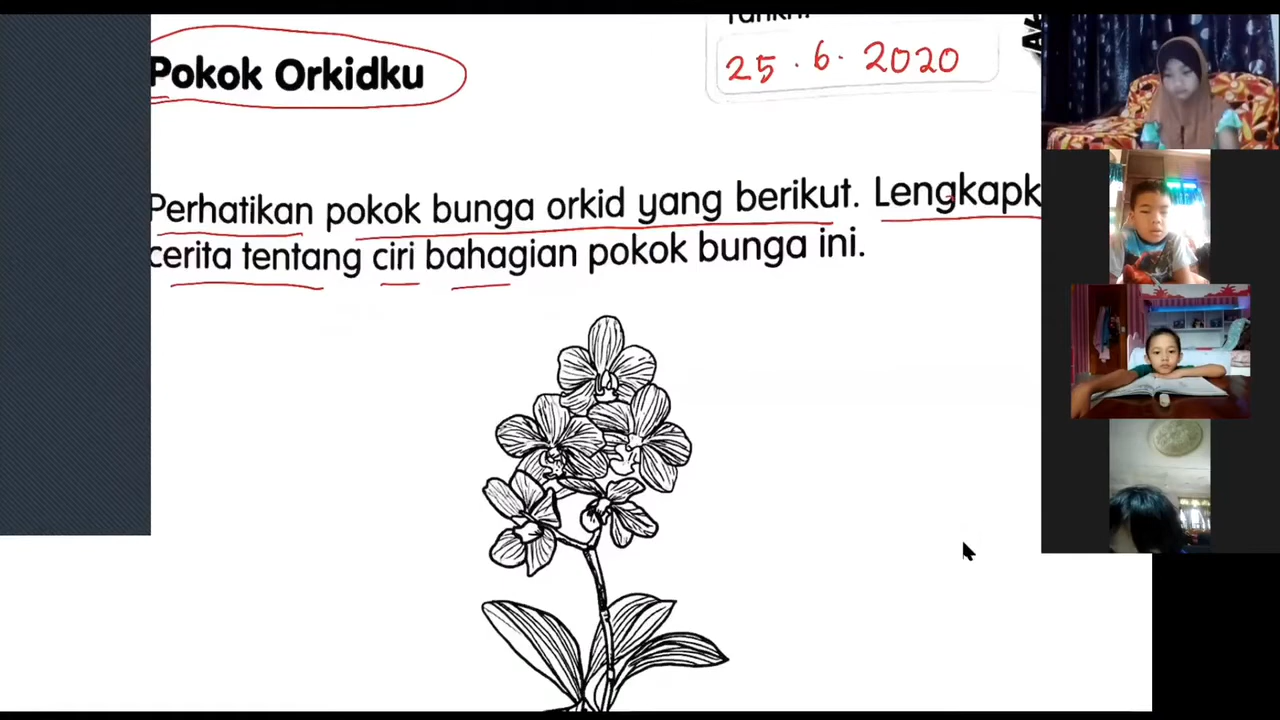 Pokok Orkidku
25.6.2020
Perhatikan pokok bunga orkid yang berikut. Lengkapk
cerita tentang ciri bahagian pokok bunga ini.